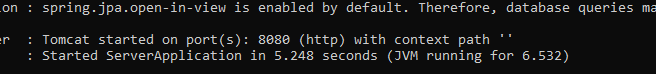 ion : spring.jpa.open-in-view is enabled by default. Therefore, database queries ma
er : Tomcat started on port(s): 8080 (http) with context path ''
: Started ServerApplication in 5.248 seconds (JVM running for 6.532)